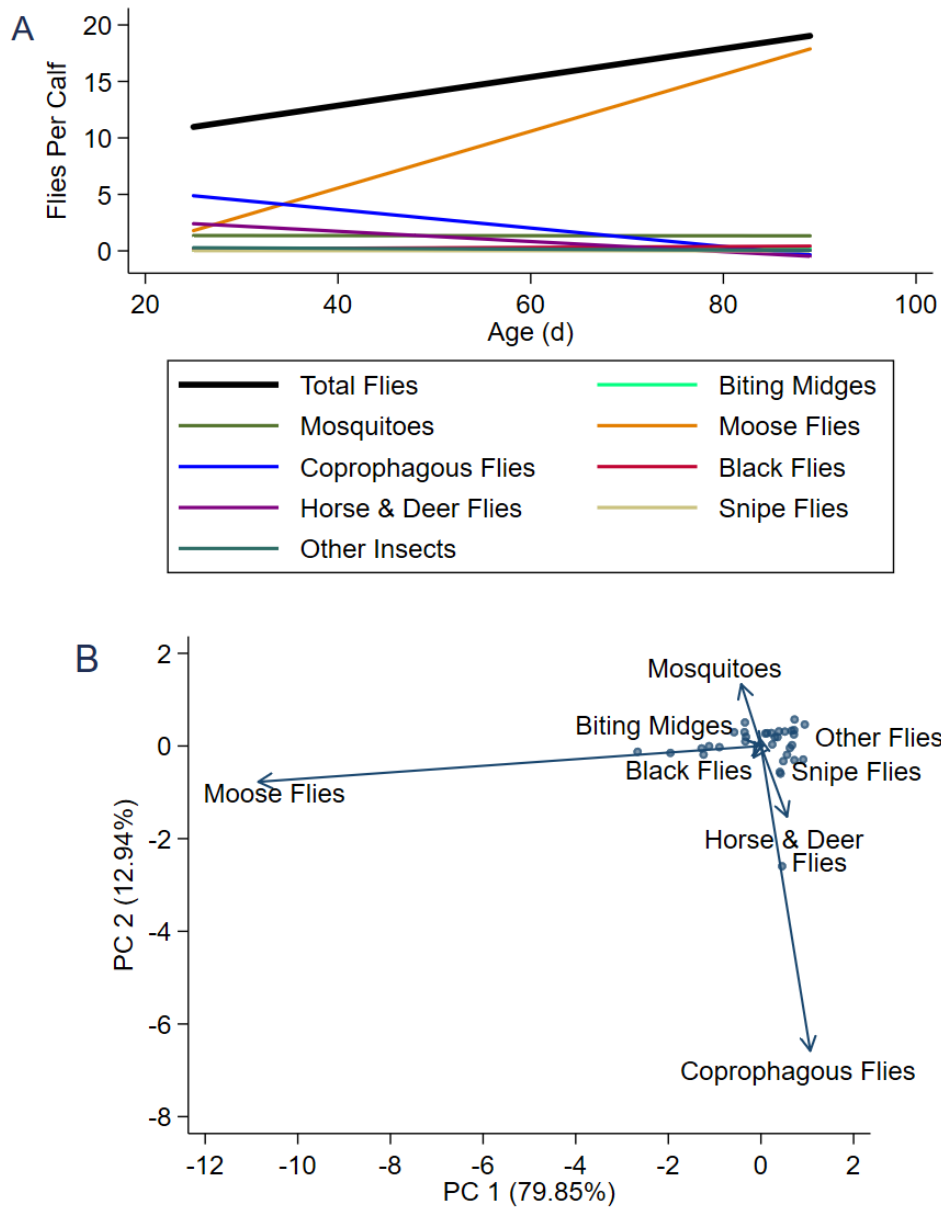 A
20
15
10
5
0
Flies Per Calf
20 40 60 80 100
Age (d)
Total Flies
Biting Midges
Mosquitoes
Moose Flies
Coprophagous Flies
Black Flies
Horse & Deer Flies
Snipe Flies
Other Insects
B
2
0
-2
-4
-6
-8
PC 2 (12.94%)
Mosquitoes
Biting Midges
Other Flies
Black Flies
Snipe Flies
Moose Flies
Horse & Deer
Flies
Coprophagous Flies
-12 -10 -8 -6 -4 -2 0 2
PC 1 (79.85%)